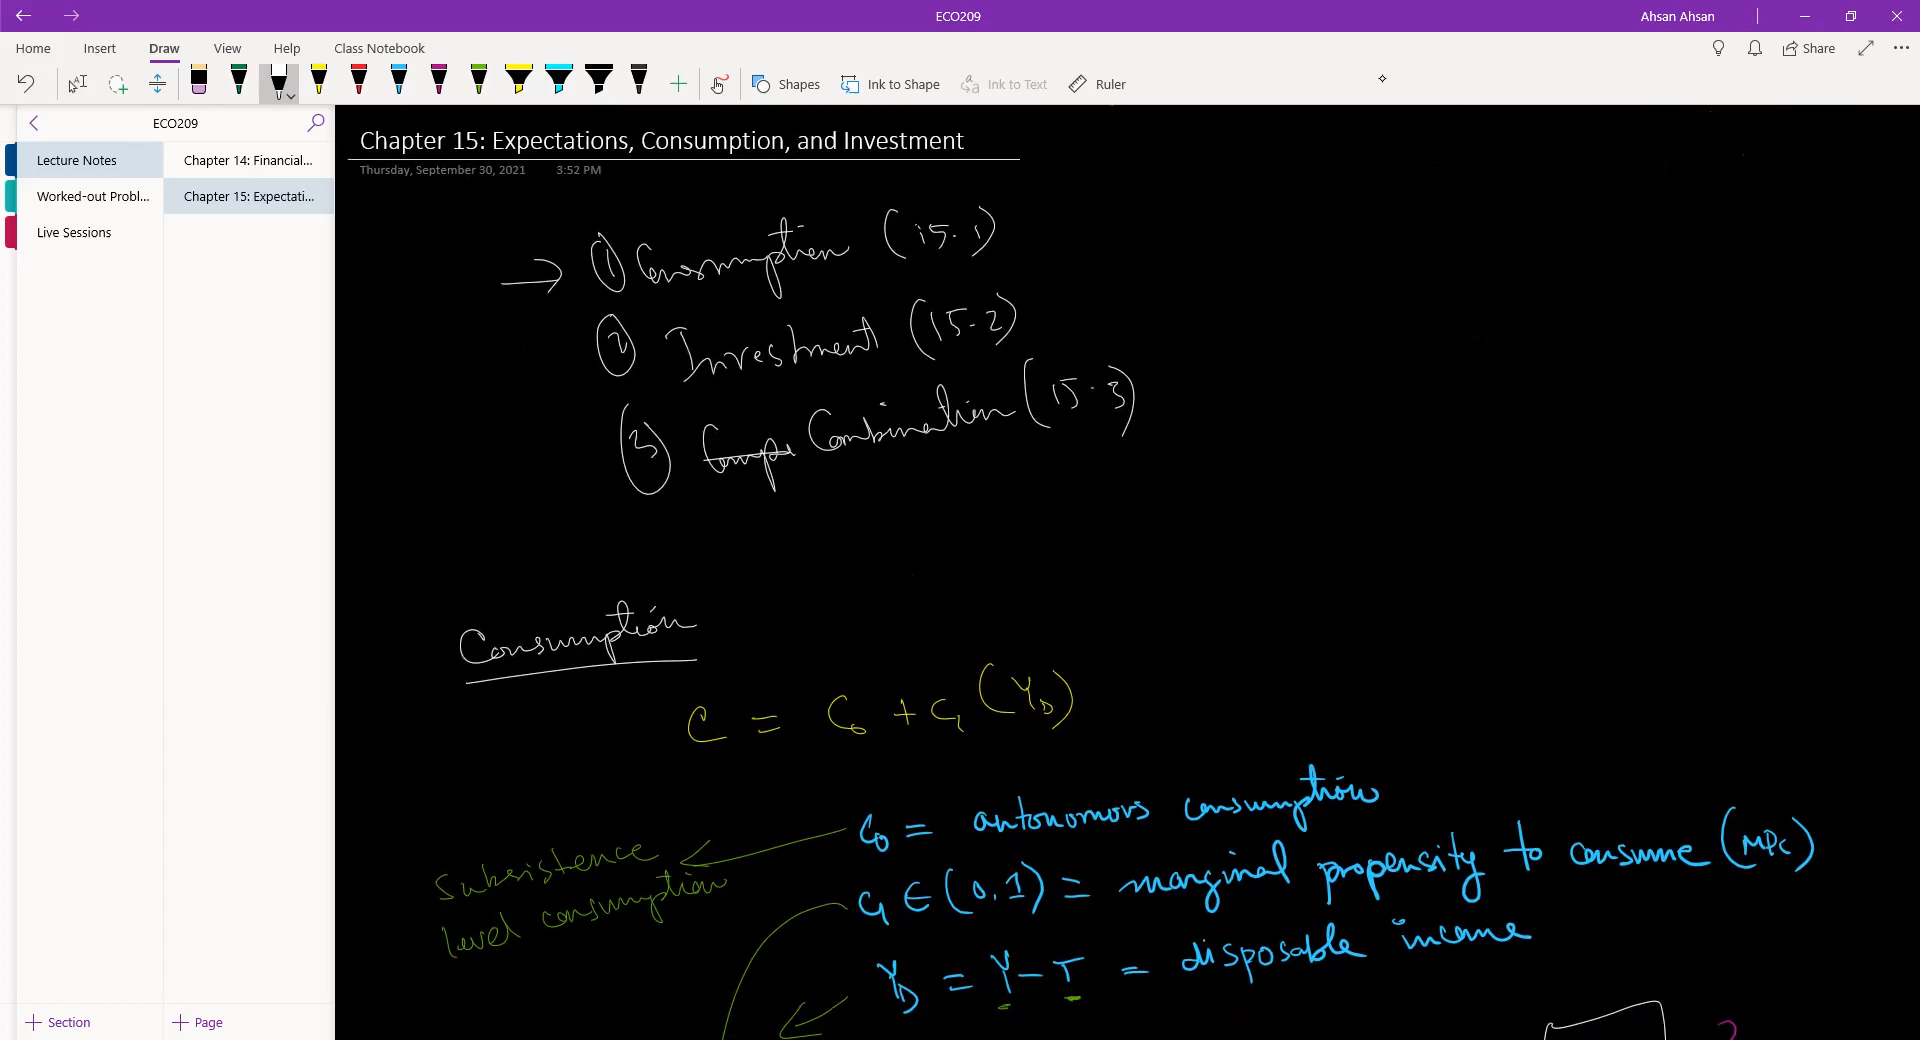 ECO209
Ahsan Ahsan
Home Insert Draw View Help Class Notebook
Share
Shapes Ink to Shape Ink to Text Ruler
ECO209
Lecture Notes
Worked-out Probl...
Live Sessions
Chapter 14: Financial...
Chapter 15: Expectati...
Chapter 15: Expectations, Consumption, and Investment
Thursday, September 30, 2021 3:52 PM
→ ① Consumption (15.1)
② Investment (15-2)
③ Combination (15.3)
Consumption
C = C₀ + C₁ (Y_D)
C₀ = autonomous consumption
Subsistence
level consumption
C₁ ∈ (0,1) = marginal propensity to consume (MPC)
Y_D = Y - T = disposable income
Section
Page